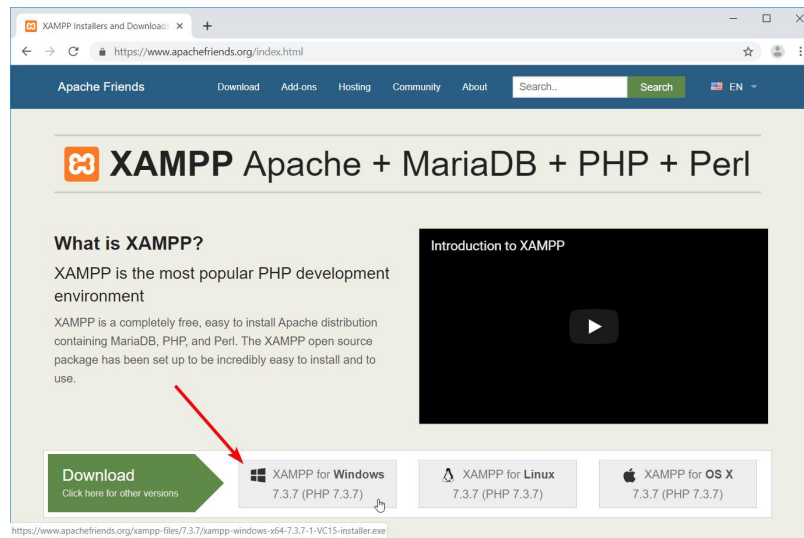 XAMPP Installers and Downloads
https://www.apachefriends.org/index.html
Apache Friends Download Add-ons Hosting Community About Search.. Search EN
XAMPP Apache + MariaDB + PHP + Perl
What is XAMPP?
XAMPP is the most popular PHP development
environment
XAMPP is a completely free, easy to install Apache distribution
containing MariaDB, PHP, and Perl. The XAMPP open source
package has been set up to be incredibly easy to install and to
use.
Introduction to XAMPP
Download
Click here for other versions
XAMPP for Windows
7.3.7 (PHP 7.3.7)
XAMPP for Linux
7.3.7 (PHP 7.3.7)
XAMPP for OS X
7.3.7 (PHP 7.3.7)
https://www.apachefriends.org/xampp-files/7.3.7/xampp-windows-x64-7.3.7-1-VC15-installer.exe